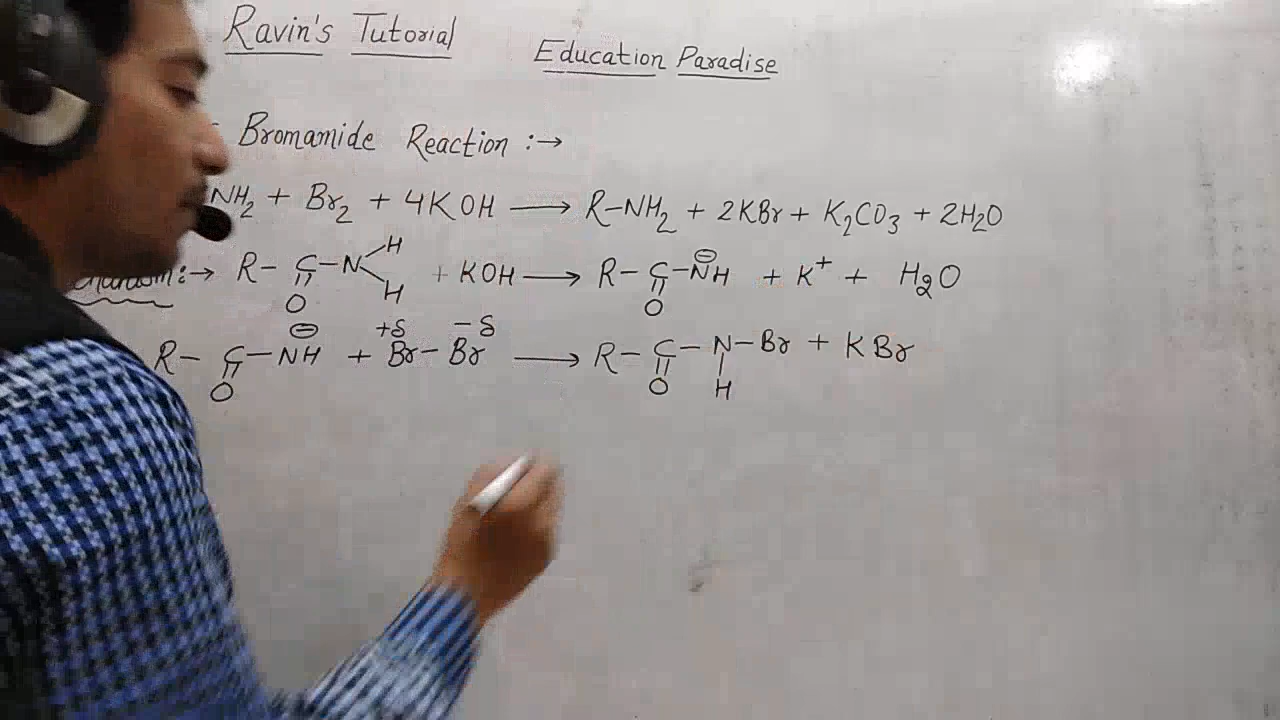 Ravin's Tutorial Education Paradise
Bromamide Reaction :→
NH₂ + Br₂ + 4KOH ⟶ R–NH₂ + 2KBr + K₂CO₃ + 2H₂O
:→ R–C–N H H + KOH ⟶ R–C–N̄H + K⁺ + H₂O
O O
⊖ +δ –δ
R–C–NH + Br–Br ⟶ R–C–N–Br + KBr
O O H